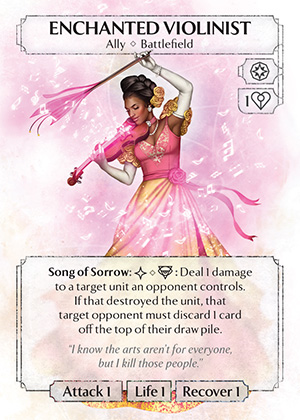 ENCHANTED VIOLINIST
Ally ⬦ Battlefield
1
Song of Sorrow: ⬦ : Deal 1 damage
to a target unit an opponent controls.
If that destroyed the unit, that
target opponent must discard 1 card
off the top of their draw pile.
"I know the arts aren't for everyone,
but I kill those people."
Attack 1 Life 1 Recover 1